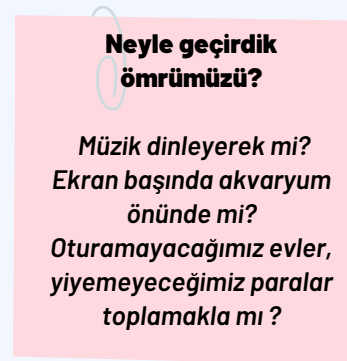 Neyle geçirdik
ömrümüzü?
Müzik dinleyerek mi?
Ekran başında akvaryum
önünde mi?
Oturamayacağımız evler,
yiyemeyeceğimiz paralar
toplamakla mı ?